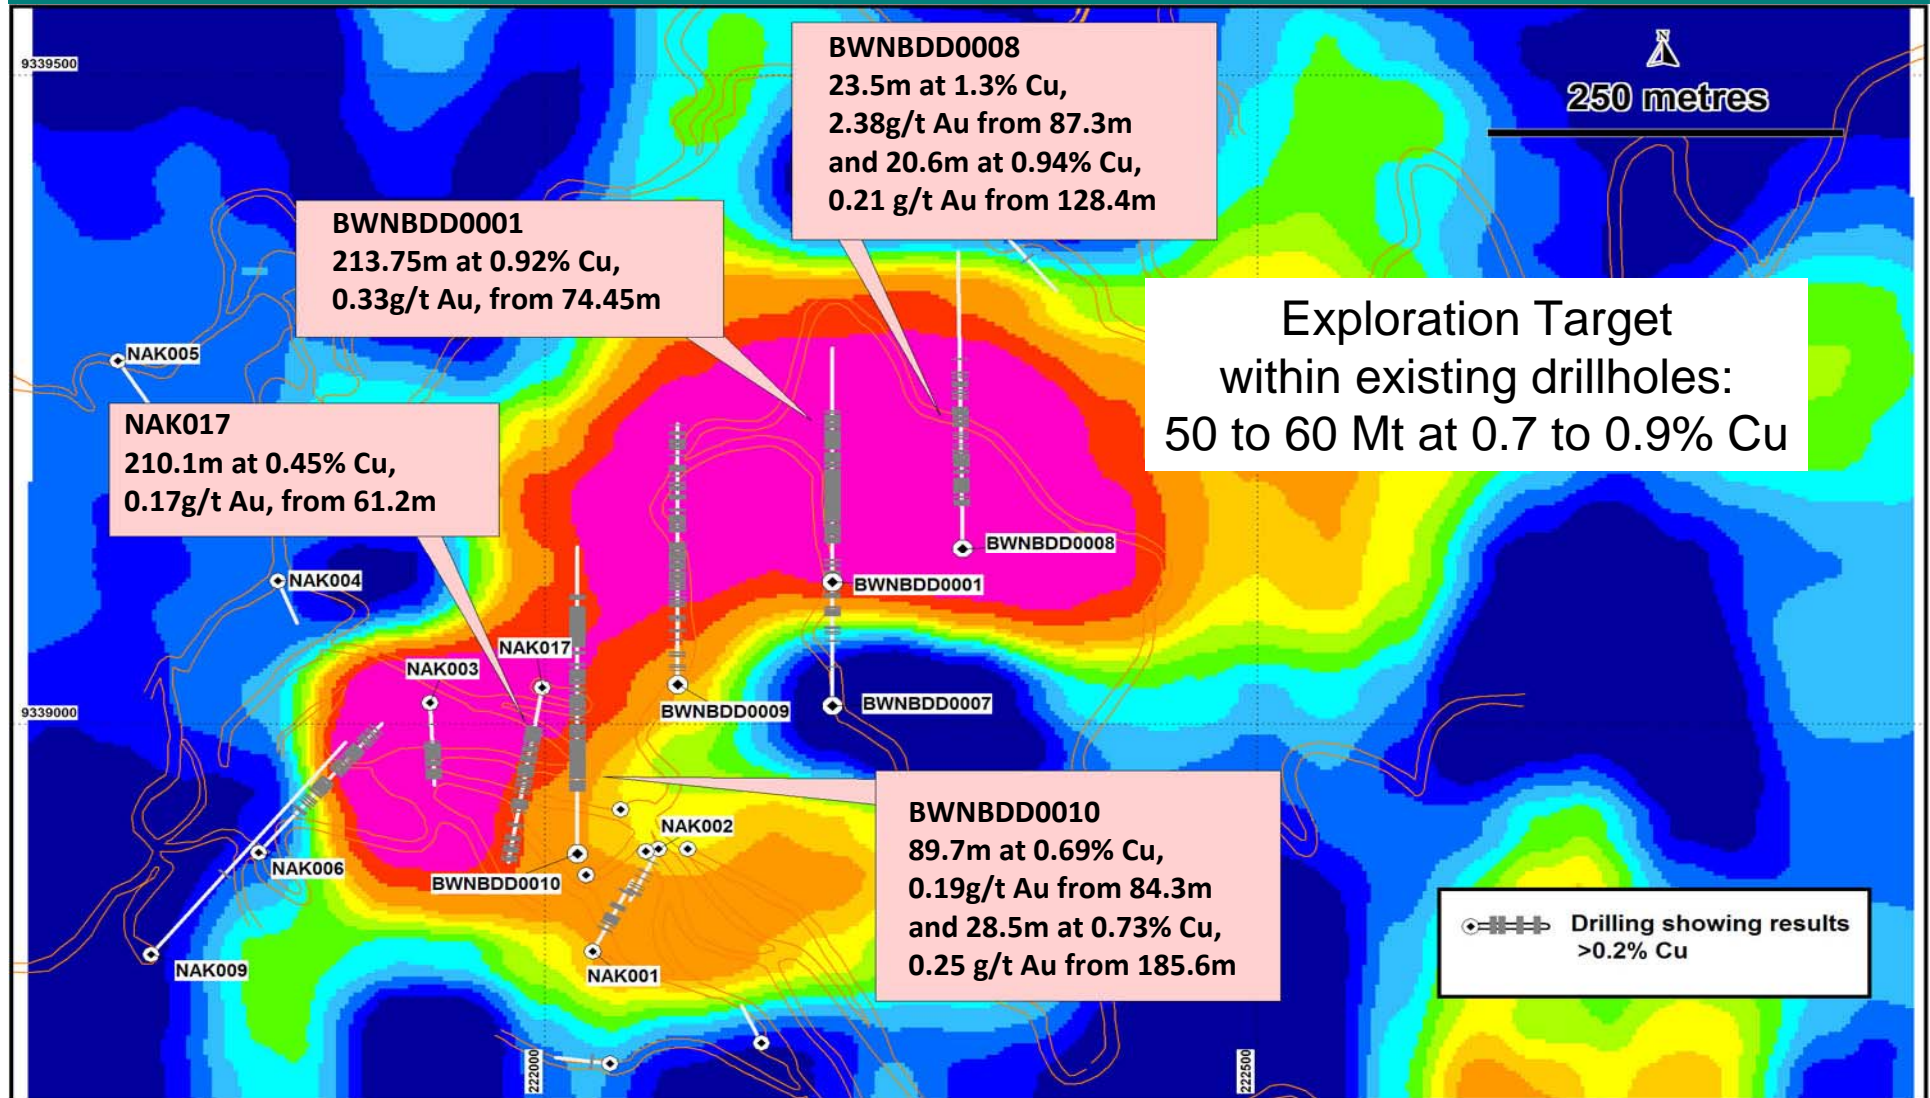 9339500
BWNBDD0008
23.5m at 1.3% Cu,
2.38g/t Au from 87.3m
and 20.6m at 0.94% Cu,
0.21 g/t Au from 128.4m
N
250 metres
BWNBDD0001
213.75m at 0.92% Cu,
0.33g/t Au, from 74.45m
Exploration Target
within existing drillholes:
50 to 60 Mt at 0.7 to 0.9% Cu
NAK005
NAK017
210.1m at 0.45% Cu,
0.17g/t Au, from 61.2m
BWNBDD0008
NAK004
BWNBDD0001
NAK017
NAK003
9339000
BWNBDD0009
BWNBDD0007
BWNBDD0010
89.7m at 0.69% Cu,
0.19g/t Au from 84.3m
and 28.5m at 0.73% Cu,
0.25 g/t Au from 185.6m
NAK002
NAK006
BWNBDD0010
NAK009
NAK001
Drilling showing results
>0.2% Cu
222000
222500